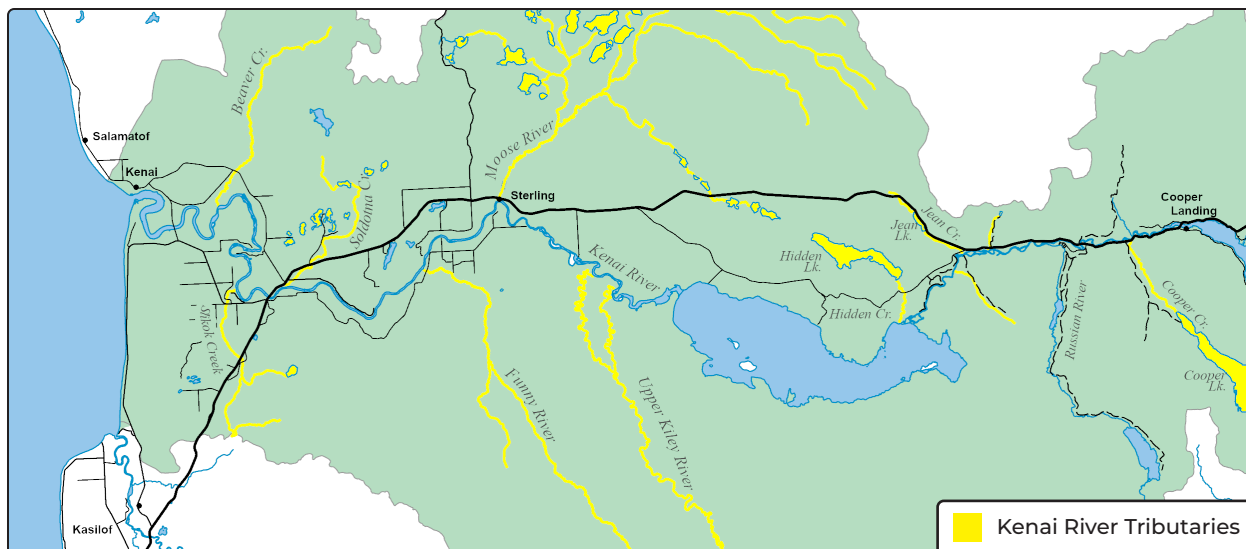 Beaver Cr.
Salamatof
Kenai
Moose River
Soldotna Cr.
Sterling
Cooper
Landing
Jean Cr.
Jean
Lk.
Hidden
Lk.
Kenai River
Hidden Cr.
Slikok Creek
Russian River
Cooper Cr.
Cooper
Lk.
Funny River
Upper Kiley River
Kasilof
Kenai River Tributaries